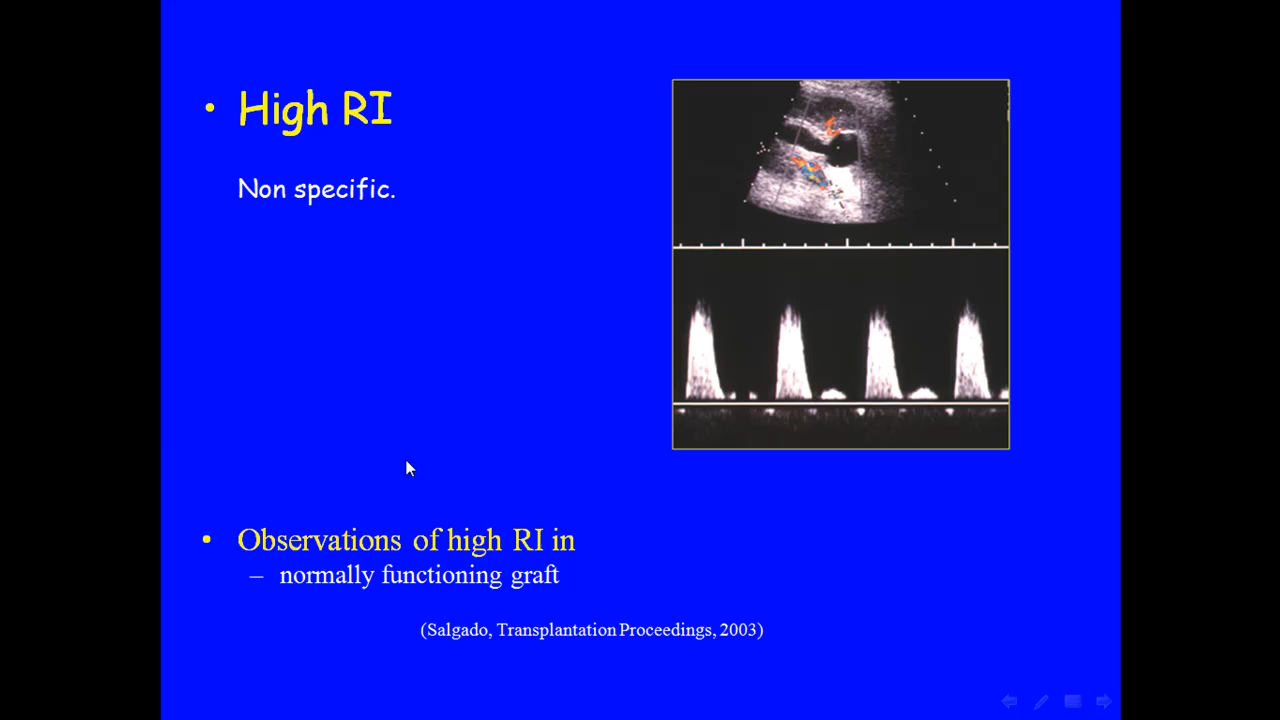 • High RI
Non specific.
• Observations of high RI in
– normally functioning graft
(Salgado, Transplantation Proceedings, 2003)